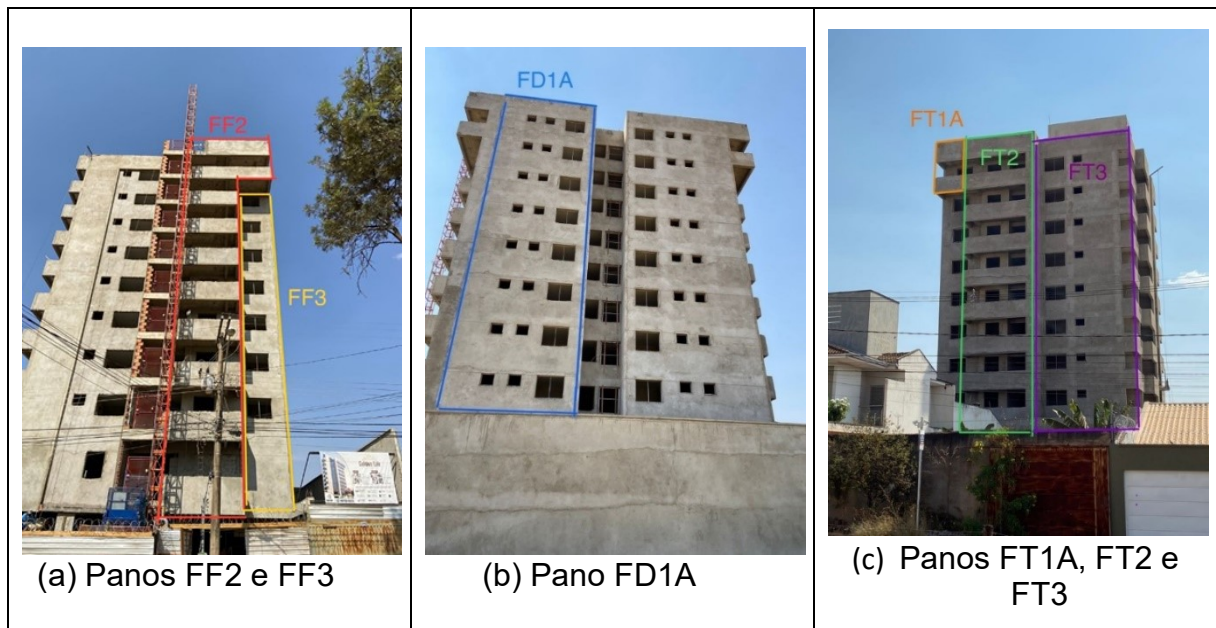 FF2
FF3
(a) Panos FF2 e FF3
FD1A
(b) Pano FD1A
FT1A
FT2
FT3
(c) Panos FT1A, FT2 e
FT3